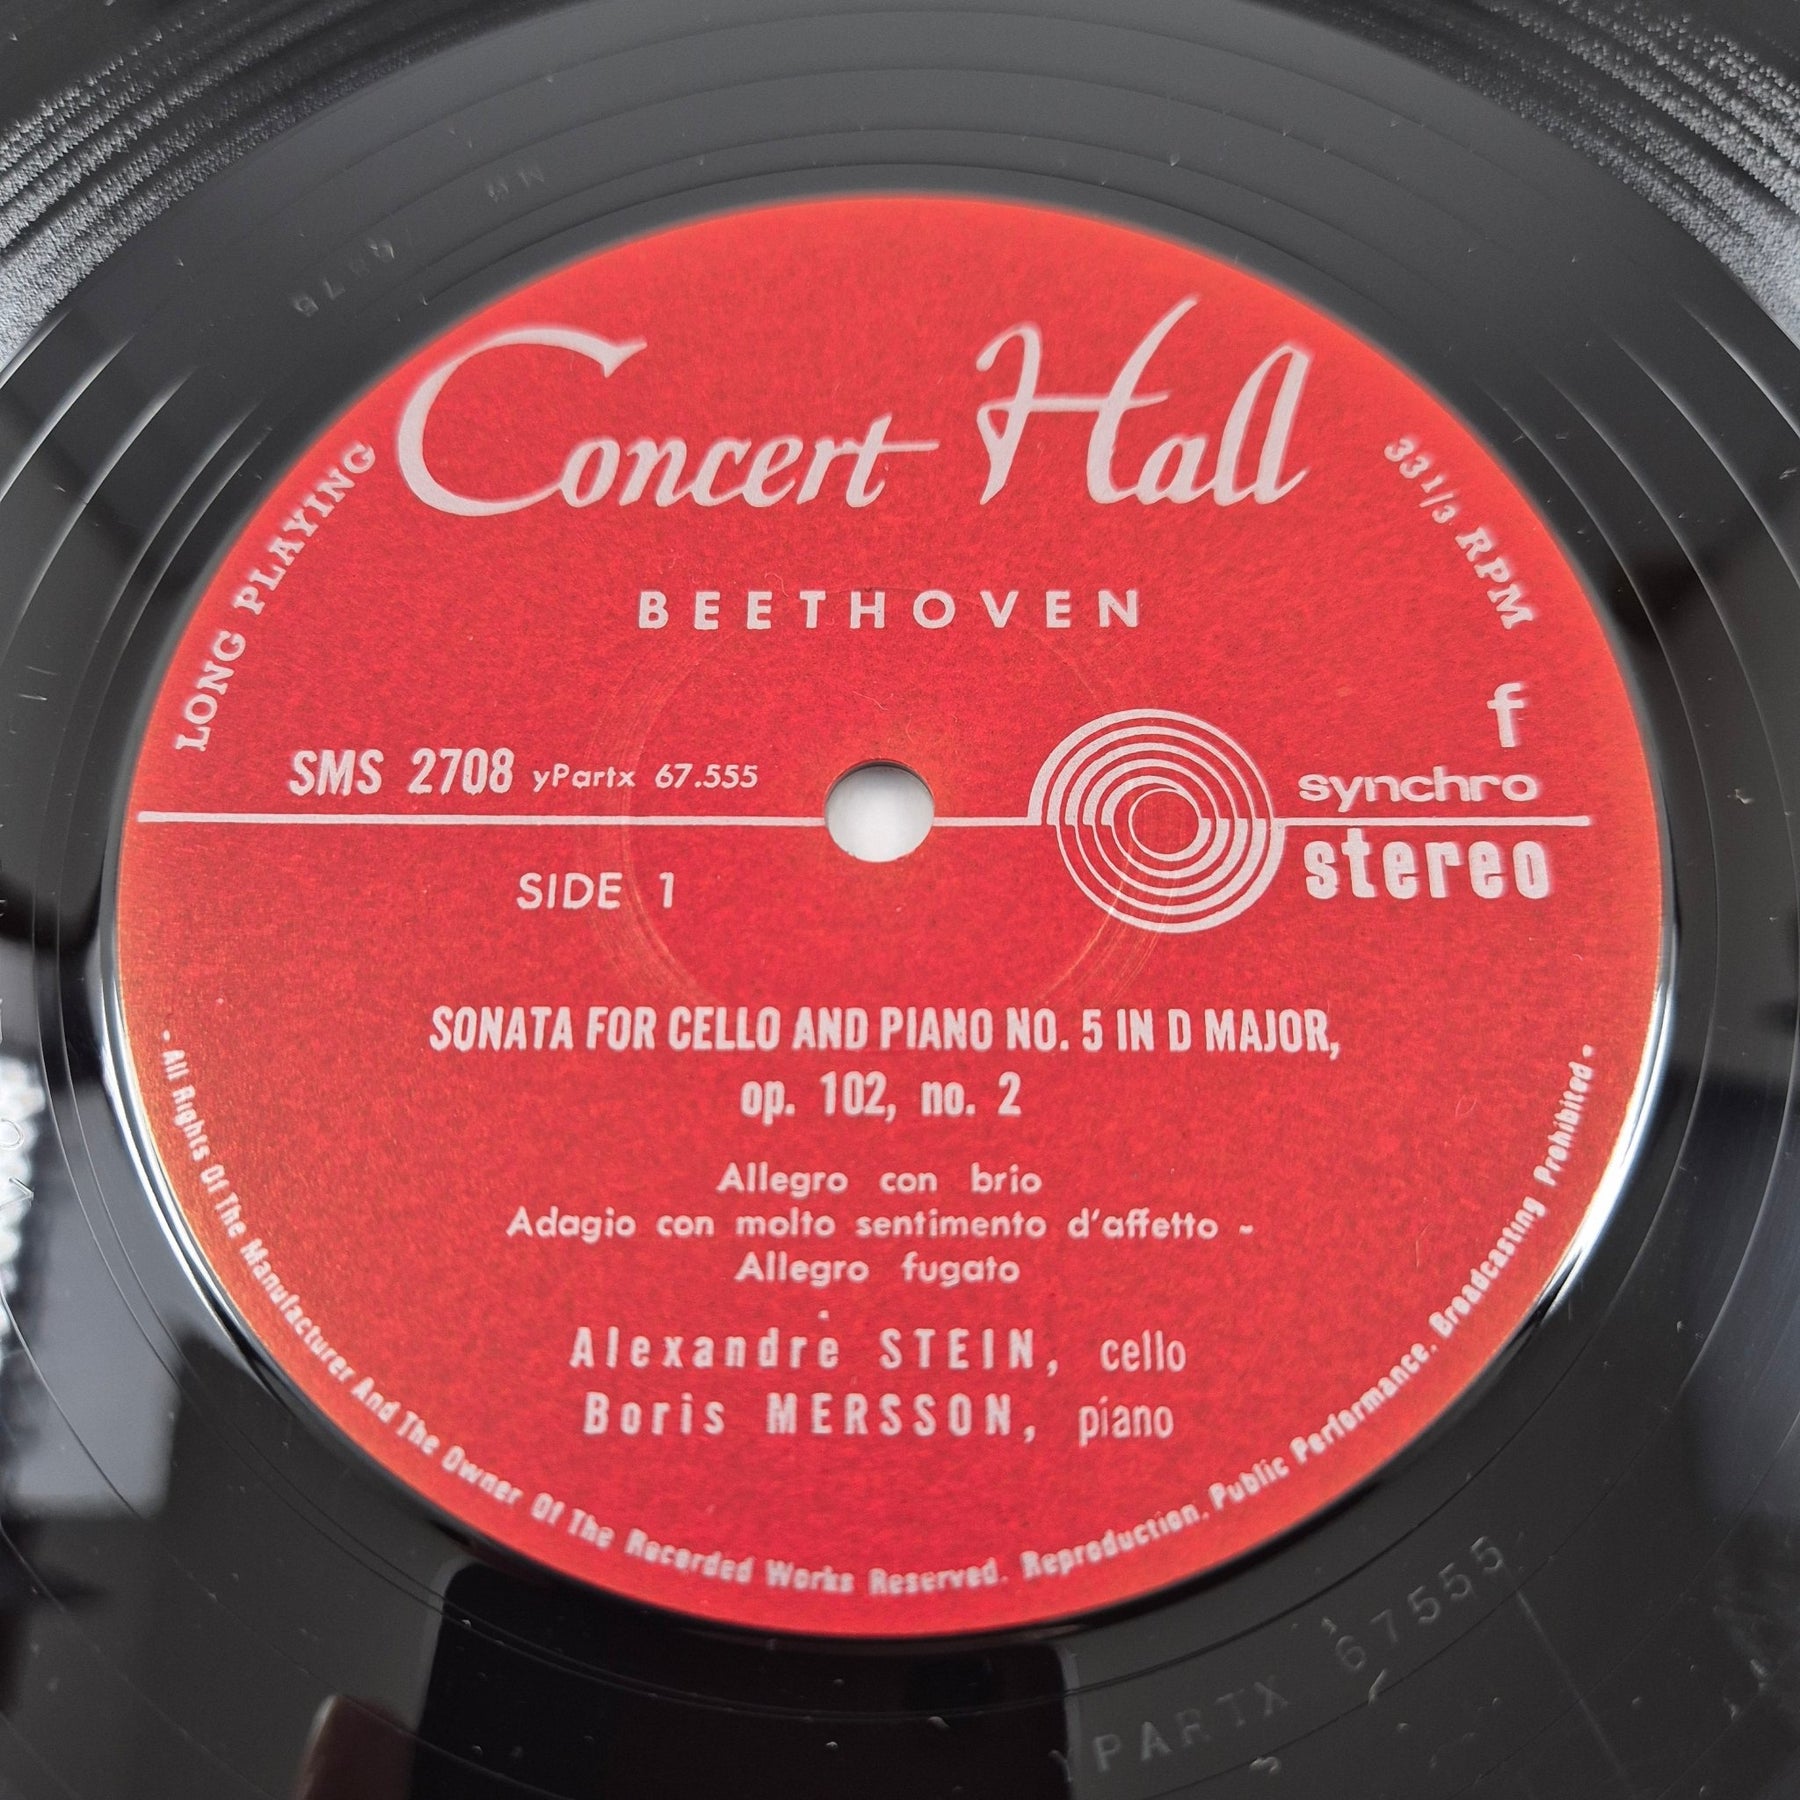 Concert Hall
LONG PLAYING
33 1/3 RPM
BEETHOVEN
f
SMS 2708 yPartx 67.555
synchro
stereo
SIDE 1
SONATA FOR CELLO AND PIANO NO. 5 IN D MAJOR,
op. 102, no. 2
Allegro con brio
Adagio con molto sentimento d'affetto -
Allegro fugato
Alexandre STEIN, cello
Boris MERSSON, piano
- All Rights Of The Manufacturer And The Owner Of The Recorded Works Reserved. Reproduction, Public Performance, Broadcasting Prohibited -
YPARTX 67555